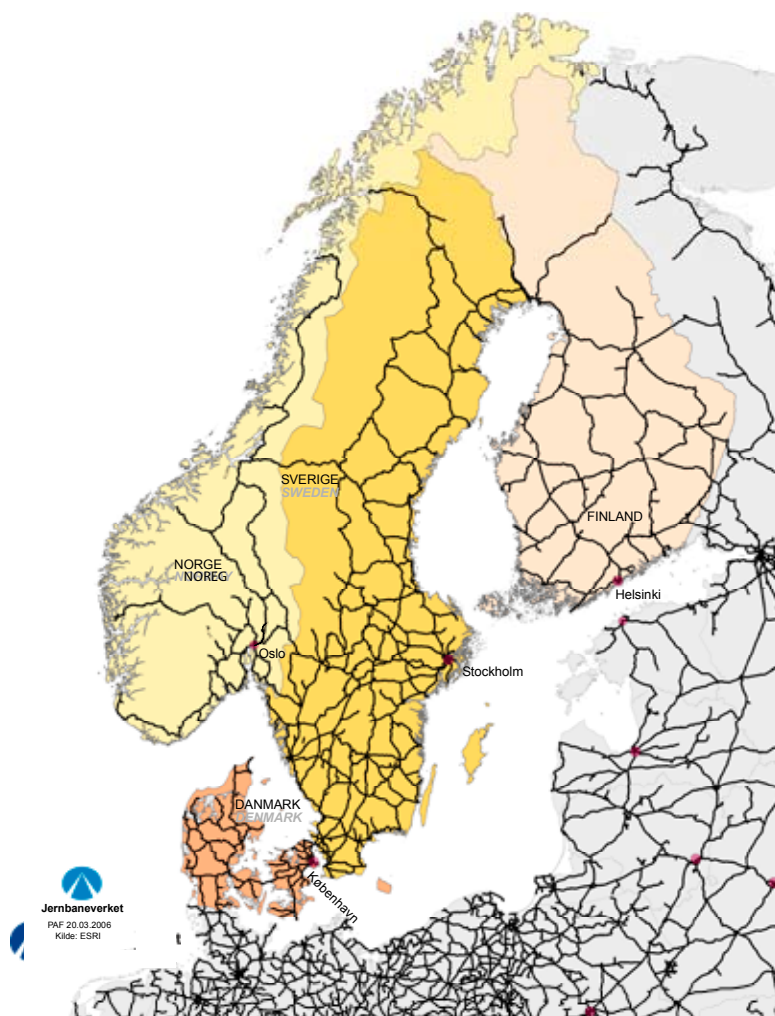 SVERIGE
SWEDEN
FINLAND
NORGE
NOREG
Helsinki
Oslo
Stockholm
DANMARK
DENMARK
København
Jernbaneverket
PAF 20.03.2006
Kilde: ESRI